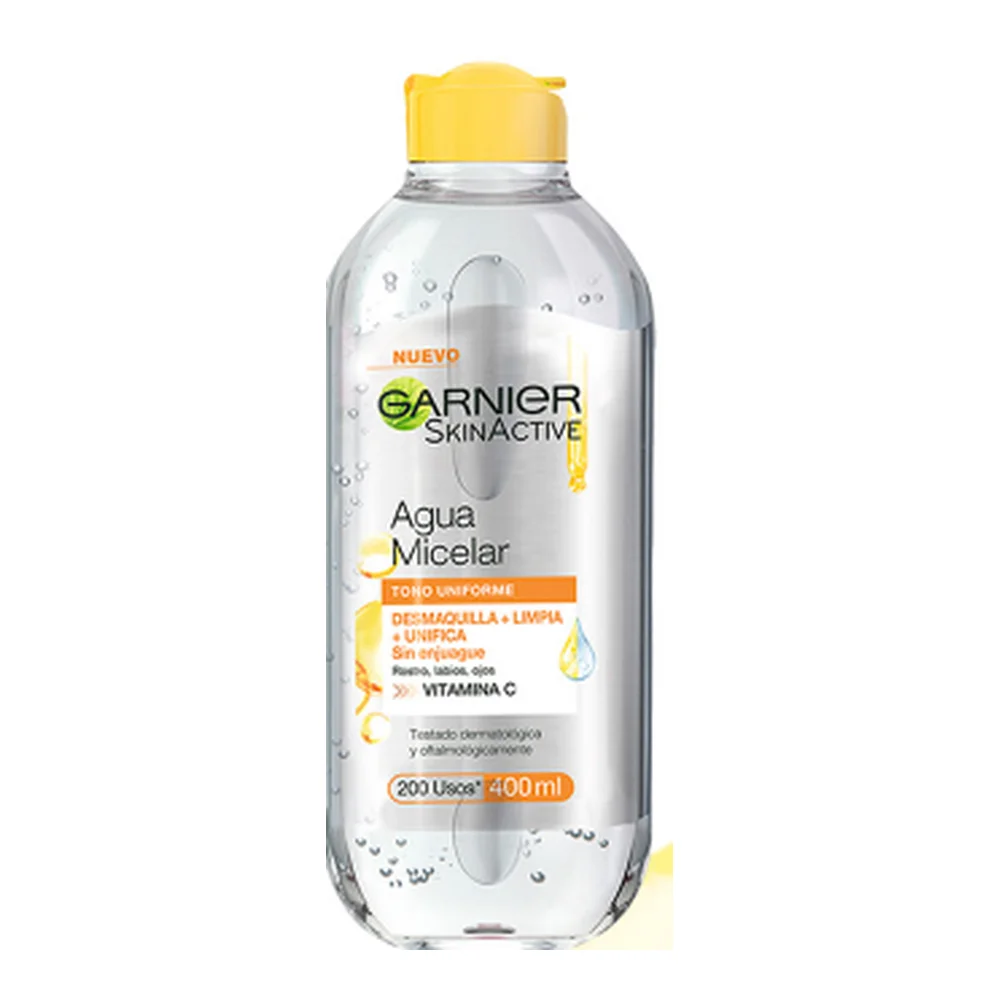 NUEVO
GARNIER
SKINACTIVE
Agua
Micelar
TONO UNIFORME
DESMAQUILLA + LIMPIA
+ UNIFICA
Sin enjuague
Rostro, labios, ojos
VITAMINA C
Testado dermatológica
y oftalmológicamente
200 Usos* 400ml